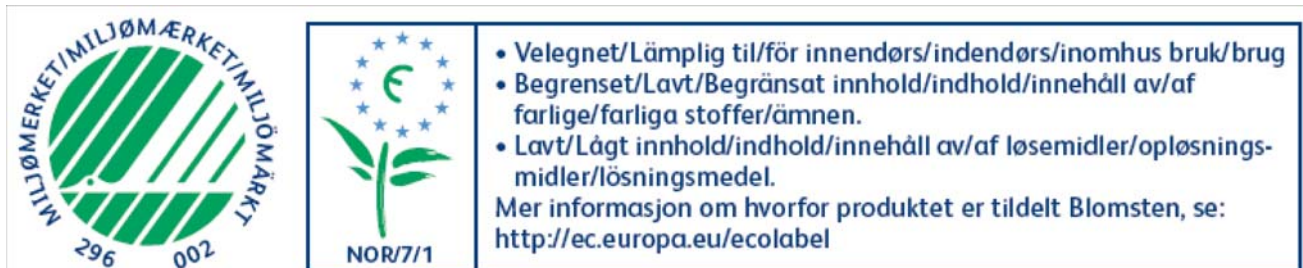 MILJØMERKET/MILJØMÆRKET/MILJÖMÄRKT
296 002
€
NOR/7/1
• Velegnet/Lämplig til/för innendørs/indendørs/inomhus bruk/brug
• Begrenset/Lavt/Begränsat innhold/indhold/innehåll av/af
farlige/farliga stoffer/ämnen.
• Lavt/Lågt innhold/indhold/innehåll av/af løsemidler/opløsnings-
midler/lösningsmedel.
Mer informasjon om hvorfor produktet er tildelt Blomsten, se:
http://ec.europa.eu/ecolabel